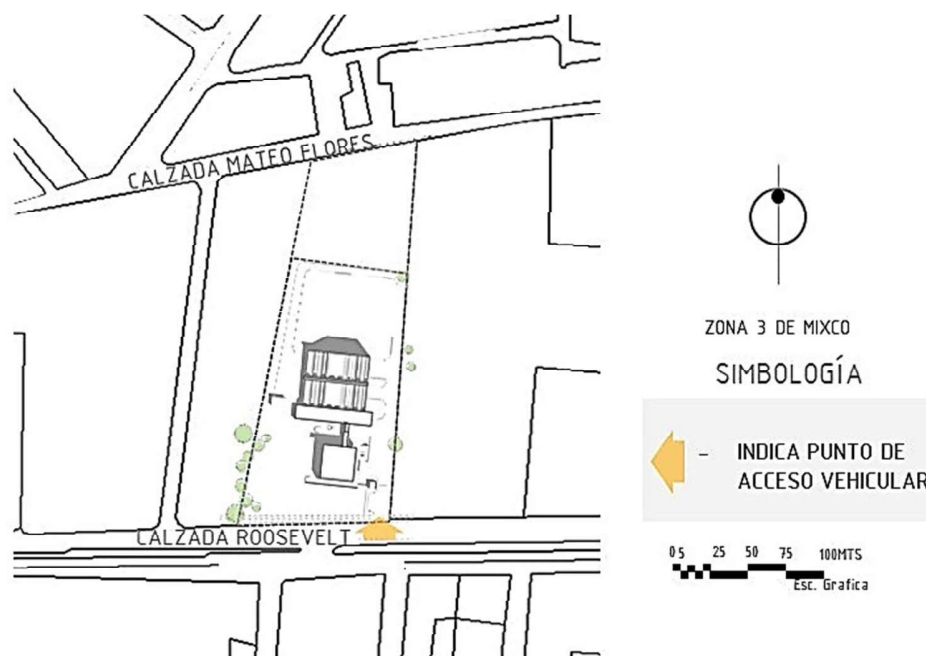 CALZADA MATEO FLORES
CALZADA ROOSEVELT
ZONA 3 DE MIXCO
SIMBOLOGÍA
- INDICA PUNTO DE
ACCESO VEHICULAR
0 5 25 50 75 100MTS
Esc. Grafica